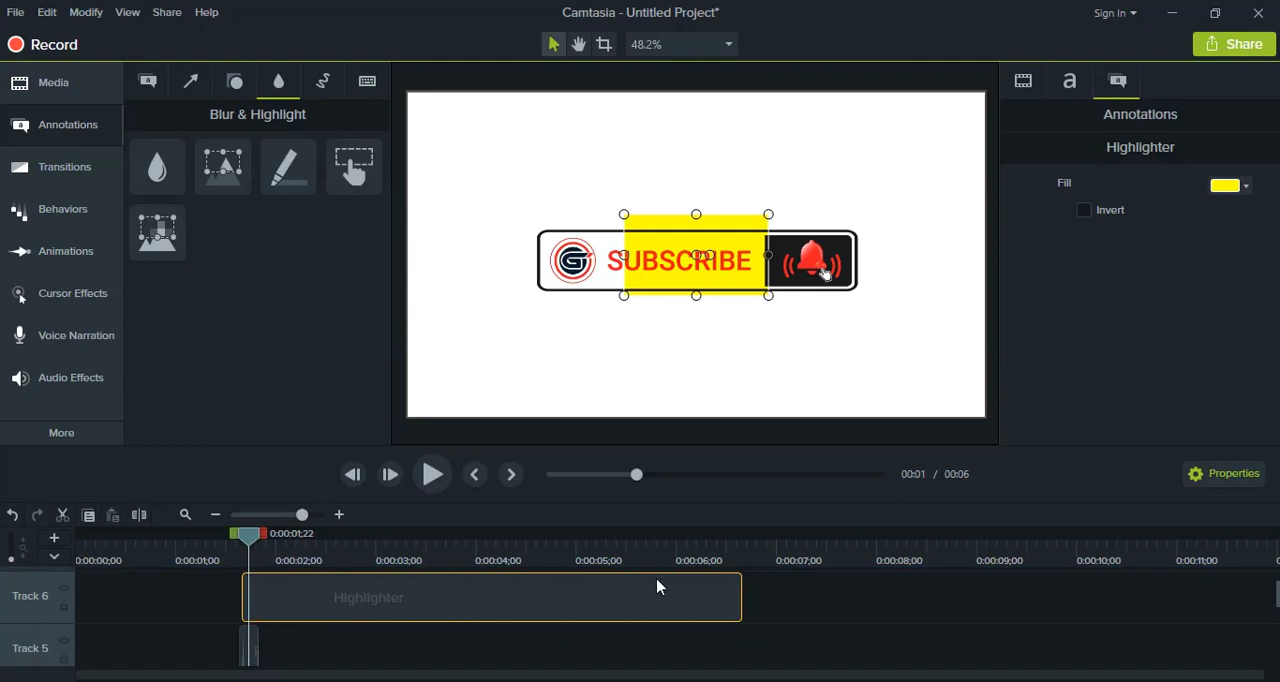 File Edit Modify View Share Help
Camtasia - Untitled Project*
Sign In
Record
48.2%
Share
Media
Annotations
Transitions
Behaviors
Animations
Cursor Effects
Voice Narration
Audio Effects
More
a
Blur & Highlight
SUBSCRIBE
a
a
Annotations
Highlighter
Fill
Invert
00:01 / 00:06
Properties
0:00:01;22
0:00:00;00 0:00:01;00 0:00:02;00 0:00:03;00 0:00:04;00 0:00:05;00 0:00:06;00 0:00:07;00 0:00:08;00 0:00:09;00 0:00:10;00 0:00:11;00
Track 6
Highlighter
Track 5